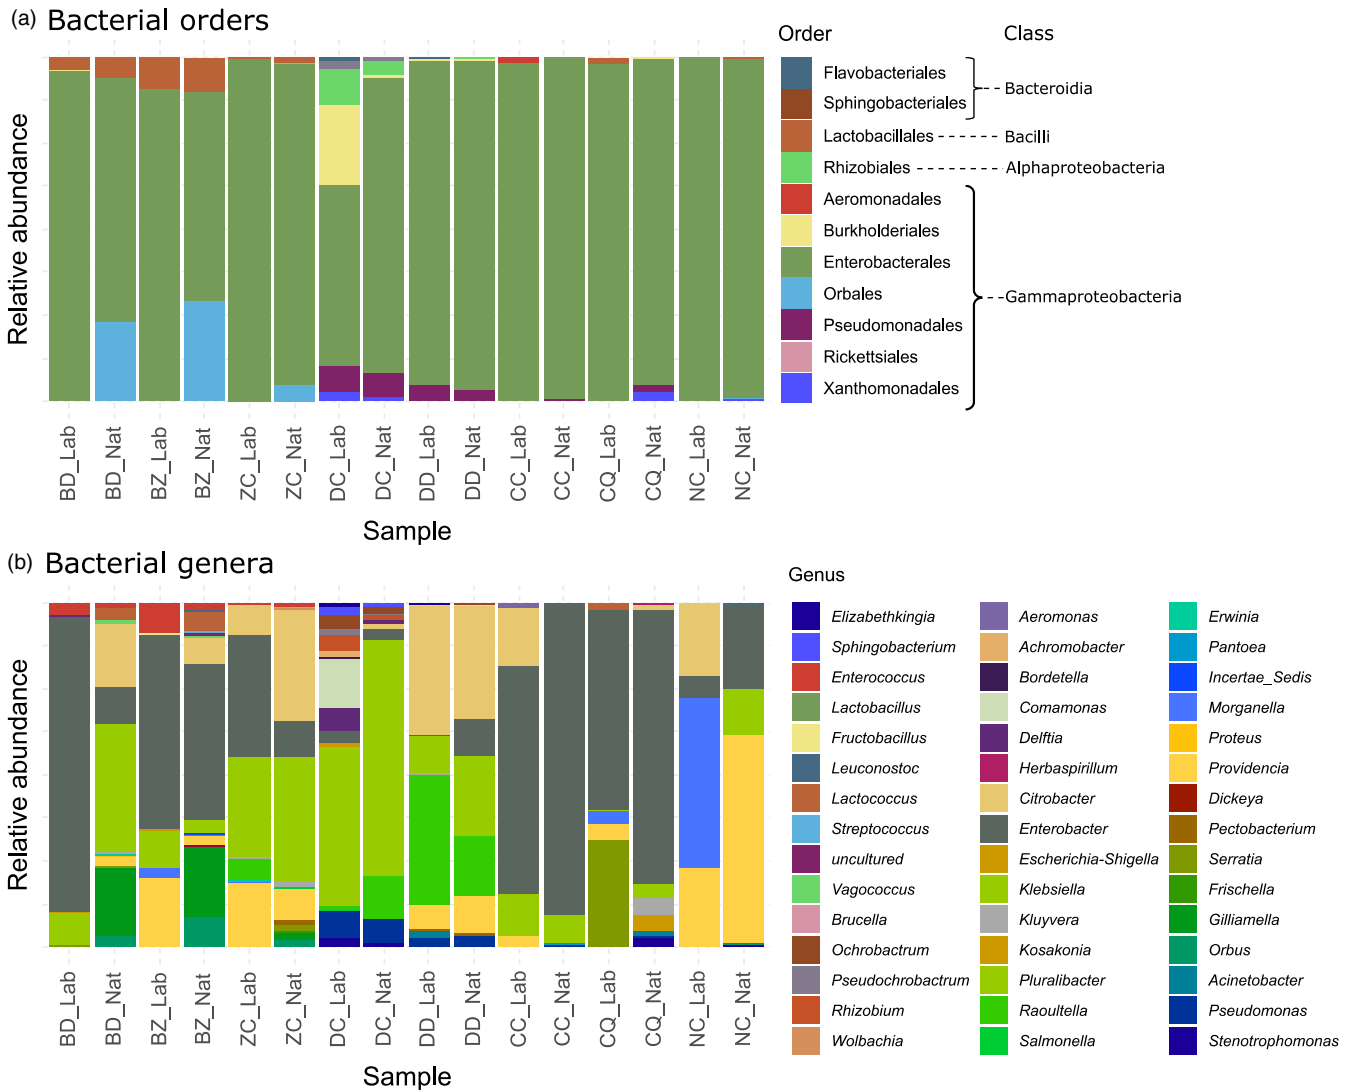 (a) Bacterial orders
Order
Class
Relative abundance
Flavobacteriales
Sphingobacteriales
Bacteroidia
Lactobacillales
Bacilli
Rhizobiales
Alphaproteobacteria
Aeromonadales
Burkholderiales
Enterobacterales
Orbales
Gammaproteobacteria
Pseudomonadales
Rickettsiales
Xanthomonadales
BD_Lab
BD_Nat
BZ_Lab
BZ_Nat
ZC_Lab
ZC_Nat
DC_Lab
DC_Nat
DD_Lab
DD_Nat
CC_Lab
CC_Nat
CQ_Lab
CQ_Nat
NC_Lab
NC_Nat
Sample
(b) Bacterial genera
Relative abundance
Genus
Elizabethkingia
Sphingobacterium
Enterococcus
Lactobacillus
Fructobacillus
Leuconostoc
Lactococcus
Streptococcus
uncultured
Vagococcus
Brucella
Ochrobactrum
Pseudochrobactrum
Rhizobium
Wolbachia
Aeromonas
Achromobacter
Bordetella
Comamonas
Delftia
Herbaspirillum
Citrobacter
Enterobacter
Escherichia-Shigella
Klebsiella
Kluyvera
Kosakonia
Pluralibacter
Raoultella
Salmonella
Erwinia
Pantoea
Incertae_Sedis
Morganella
Proteus
Providencia
Dickeya
Pectobacterium
Serratia
Frischella
Gilliamella
Orbus
Acinetobacter
Pseudomonas
Stenotrophomonas
BD_Lab
BD_Nat
BZ_Lab
BZ_Nat
ZC_Lab
ZC_Nat
DC_Lab
DC_Nat
DD_Lab
DD_Nat
CC_Lab
CC_Nat
CQ_Lab
CQ_Nat
NC_Lab
NC_Nat
Sample